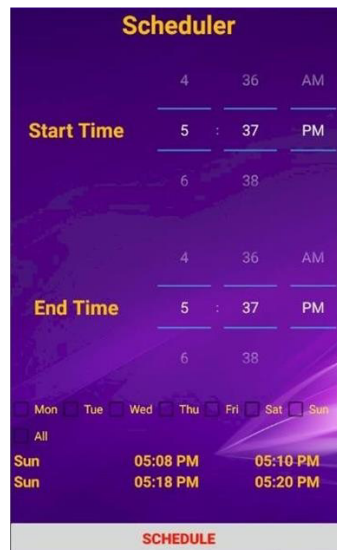 Scheduler
4 36 AM
Start Time 5 : 37 PM
6 38
4 36 AM
End Time 5 : 37 PM
6 38
Mon Tue Wed Thu Fri Sat Sun
All
Sun 05:08 PM 05:10 PM
Sun 05:18 PM 05:20 PM
SCHEDULE